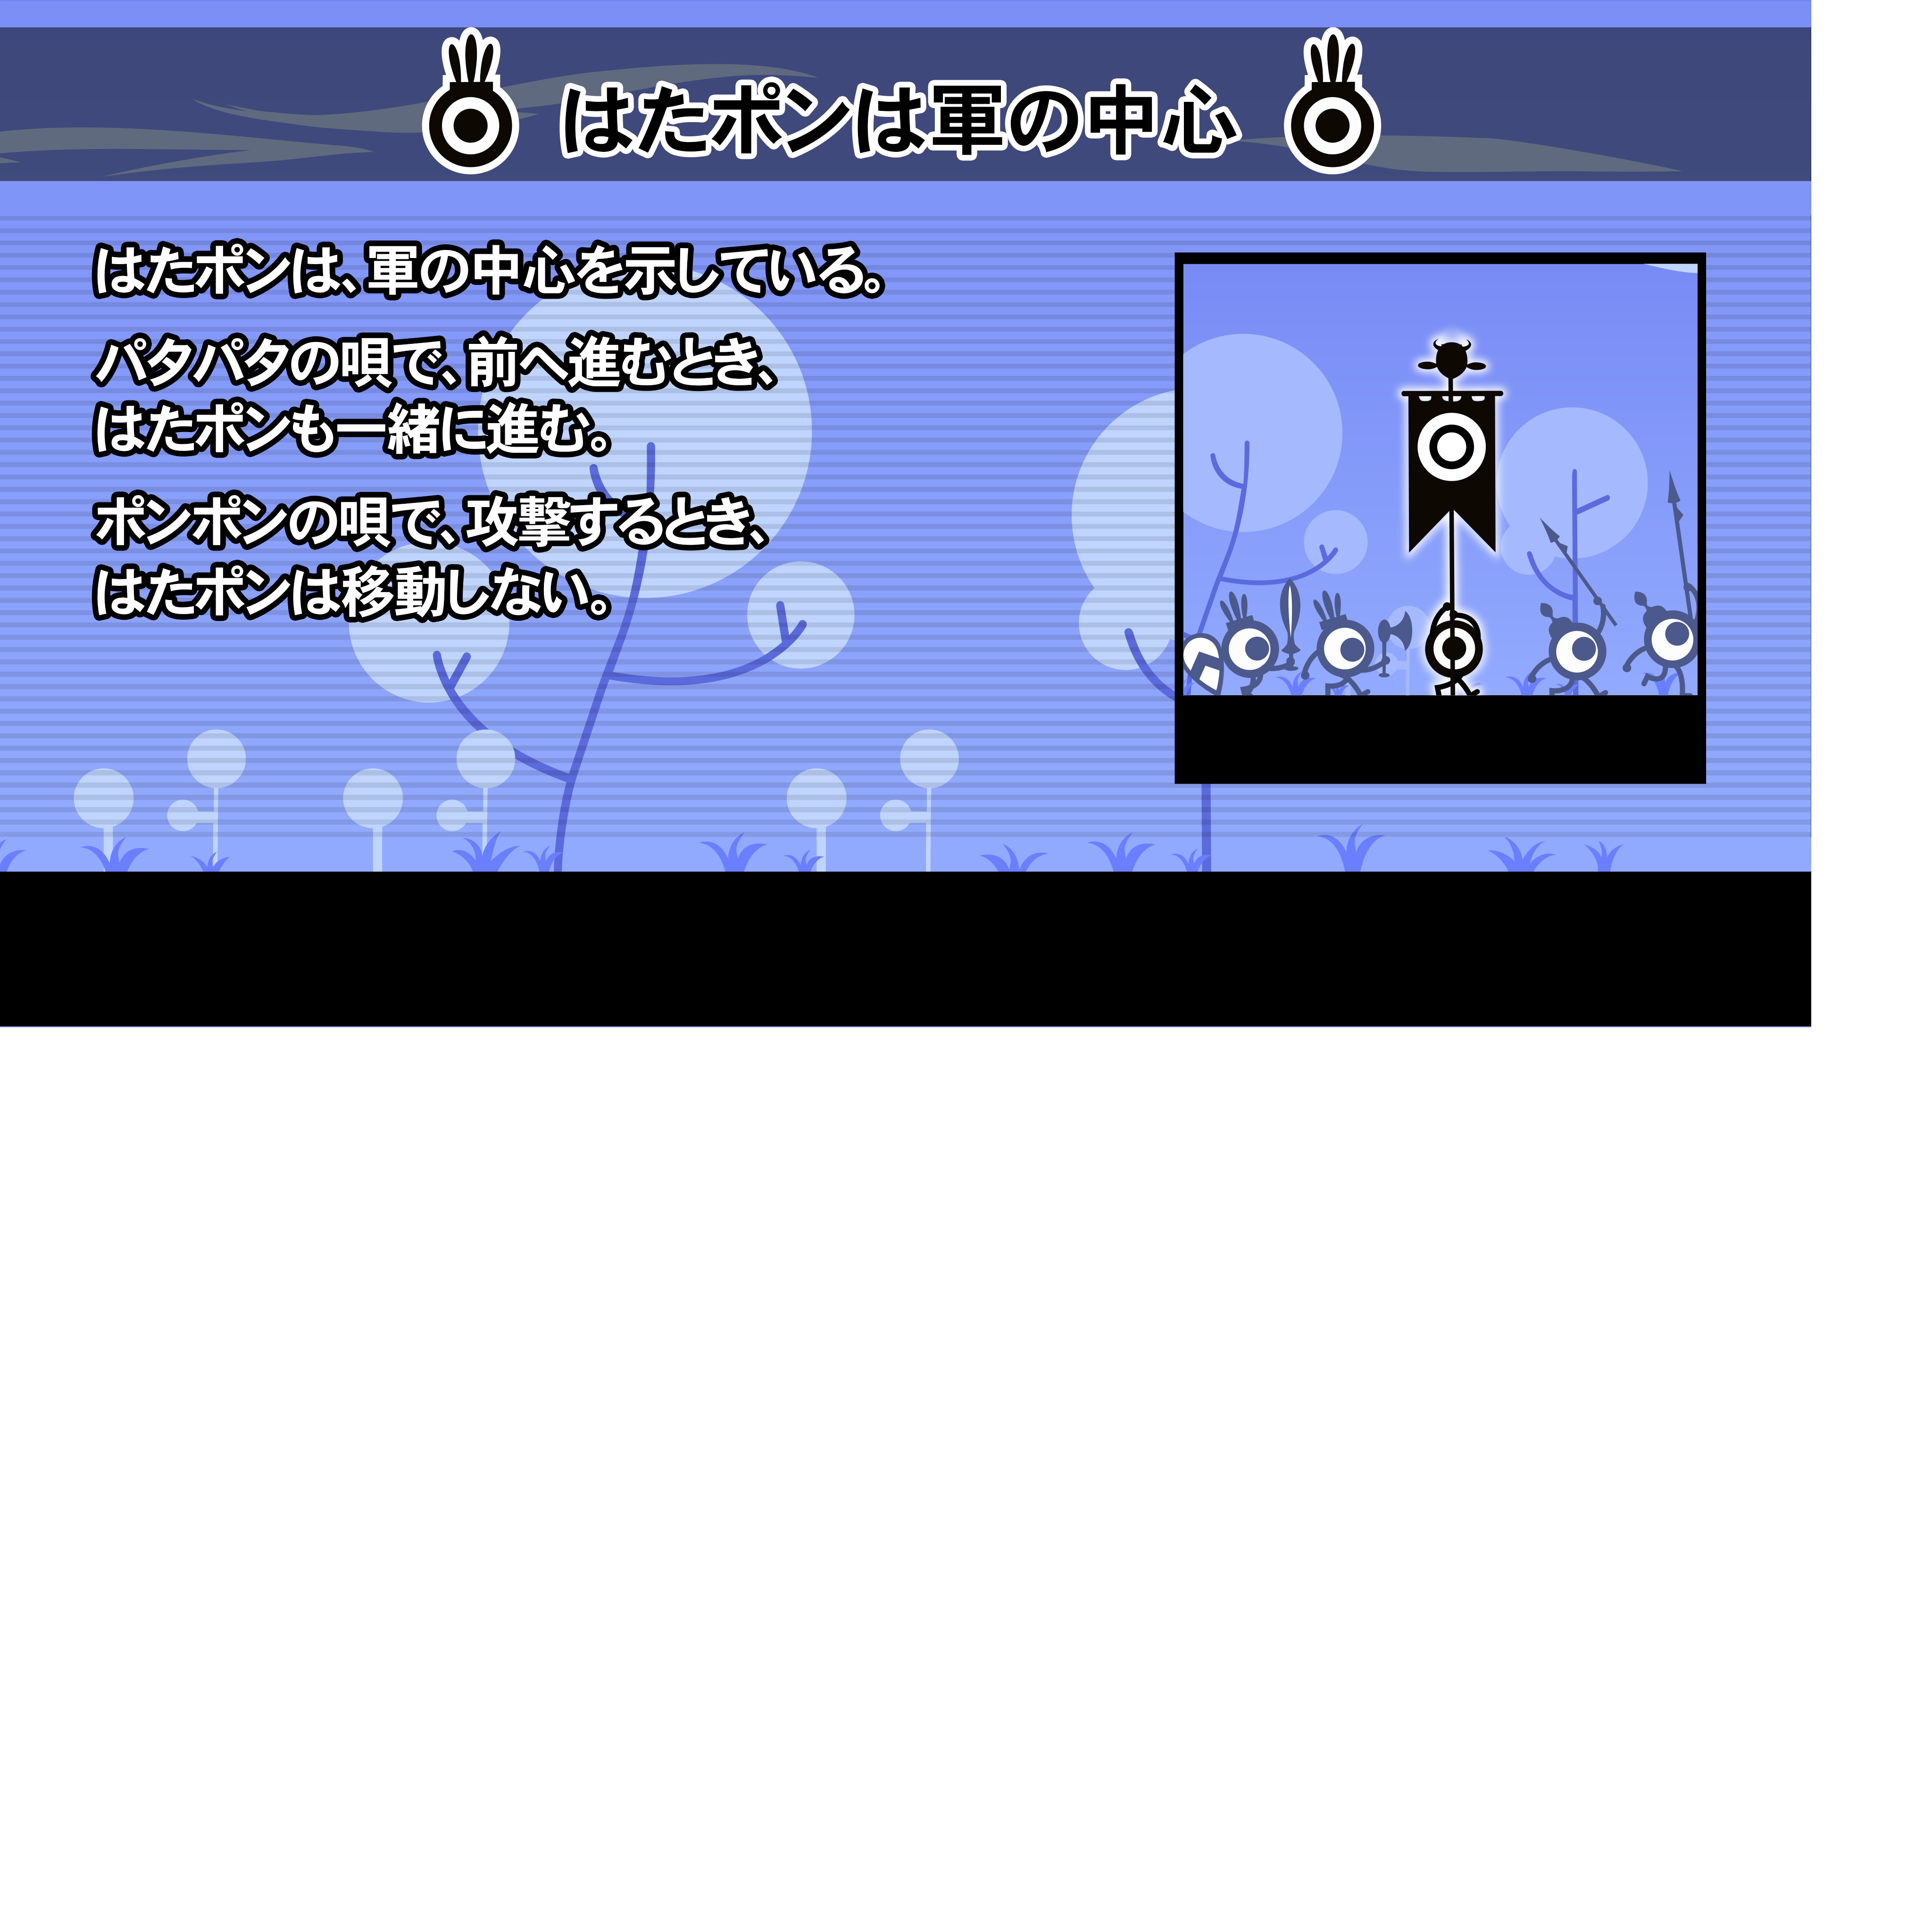 はたポンは軍の中心
はたポンは、軍の中心を示している。
パタパタの唄で、前へ進むとき、
はたポンも一緒に進む。
ポンポンの唄で、攻撃するとき、
はたポンは移動しない。